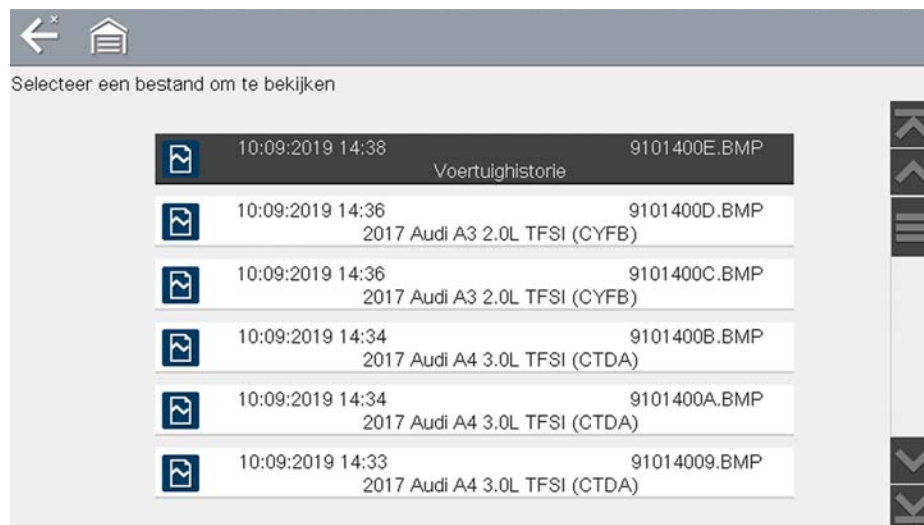 Selecteer een bestand om te bekijken
10:09:2019 14:38 9101400E.BMP
Voertuighistorie
10:09:2019 14:36 9101400D.BMP
2017 Audi A3 2.0L TFSI (CYFB)
10:09:2019 14:36 9101400C.BMP
2017 Audi A3 2.0L TFSI (CYFB)
10:09:2019 14:34 9101400B.BMP
2017 Audi A4 3.0L TFSI (CTDA)
10:09:2019 14:34 9101400A.BMP
2017 Audi A4 3.0L TFSI (CTDA)
10:09:2019 14:33 91014009.BMP
2017 Audi A4 3.0L TFSI (CTDA)